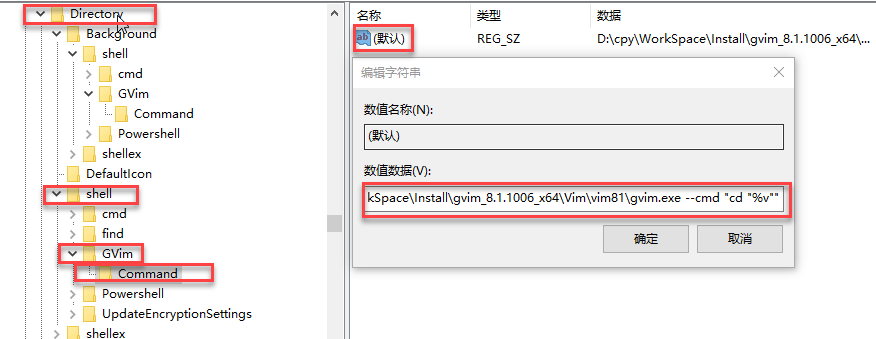 Directory
Background
shell
cmd
GVim
Command
Powershell
shellex
DefaultIcon
shell
cmd
find
GVim
Command
Powershell
UpdateEncryptionSettings
shellex
名称 类型 数据
ab (默认) REG_SZ D:\cpy\WorkSpace\Install\gvim_8.1.1006_x64\...
编辑字符串
数值名称(N):
(默认)
数值数据(V):
kSpace\Install\gvim_8.1.1006_x64\Vim\vim81\gvim.exe --cmd "cd "%v""
确定 取消